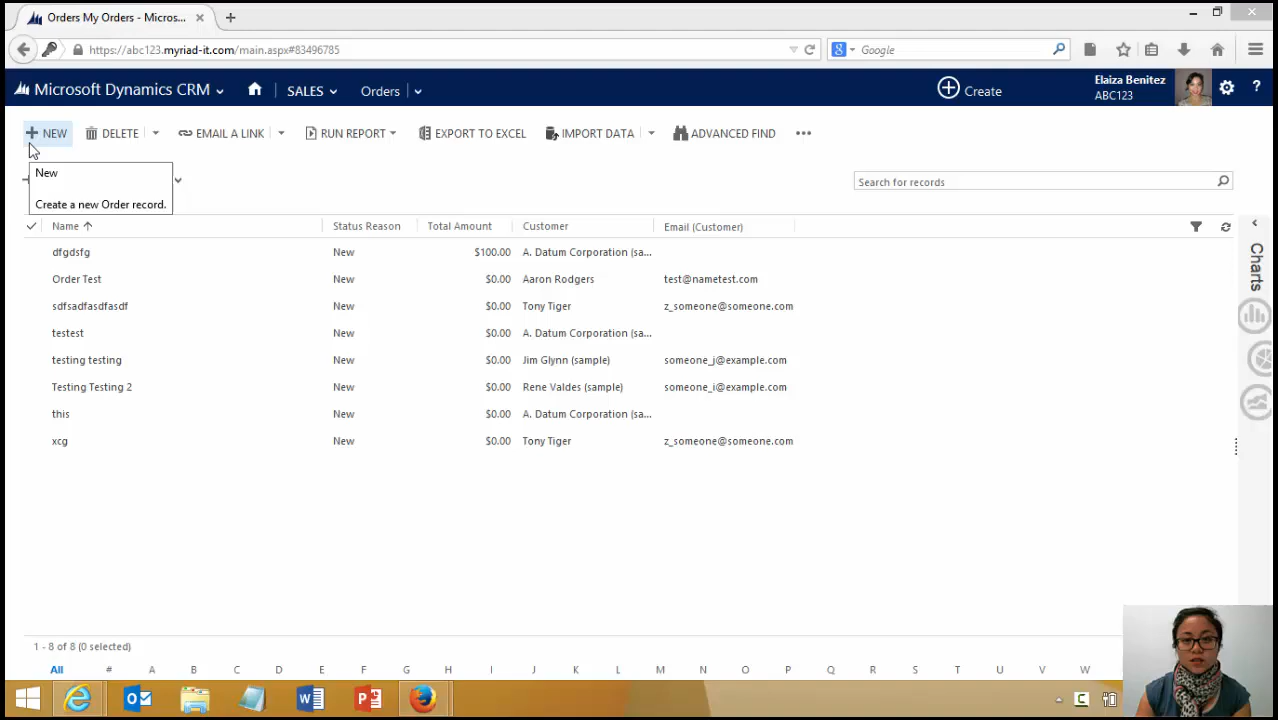 Orders My Orders - Micros...
https://abc123.myriad-it.com/main.aspx#83496785
Google
Microsoft Dynamics CRM
SALES
Orders
Create
Elaiza Benitez
ABC123
?
NEW
DELETE
EMAIL A LINK
RUN REPORT
EXPORT TO EXCEL
IMPORT DATA
ADVANCED FIND
New
Create a new Order record.
Search for records
Name Status Reason Total Amount Customer Email (Customer)
dfgdsfg New $100.00 A. Datum Corporation (sa...
Order Test New $0.00 Aaron Rodgers test@nametest.com
sdfsadfasdfasdf New $0.00 Tony Tiger z_someone@someone.com
testest New $0.00 A. Datum Corporation (sa...
testing testing New $0.00 Jim Glynn (sample) someone_j@example.com
Testing Testing 2 New $0.00 Rene Valdes (sample) someone_i@example.com
this New $0.00 A. Datum Corporation (sa...
xcg New $0.00 Tony Tiger z_someone@someone.com
Charts
1 - 8 of 8 (0 selected)
All # A B C D E F G H I J K L M N O P Q R S T U V W